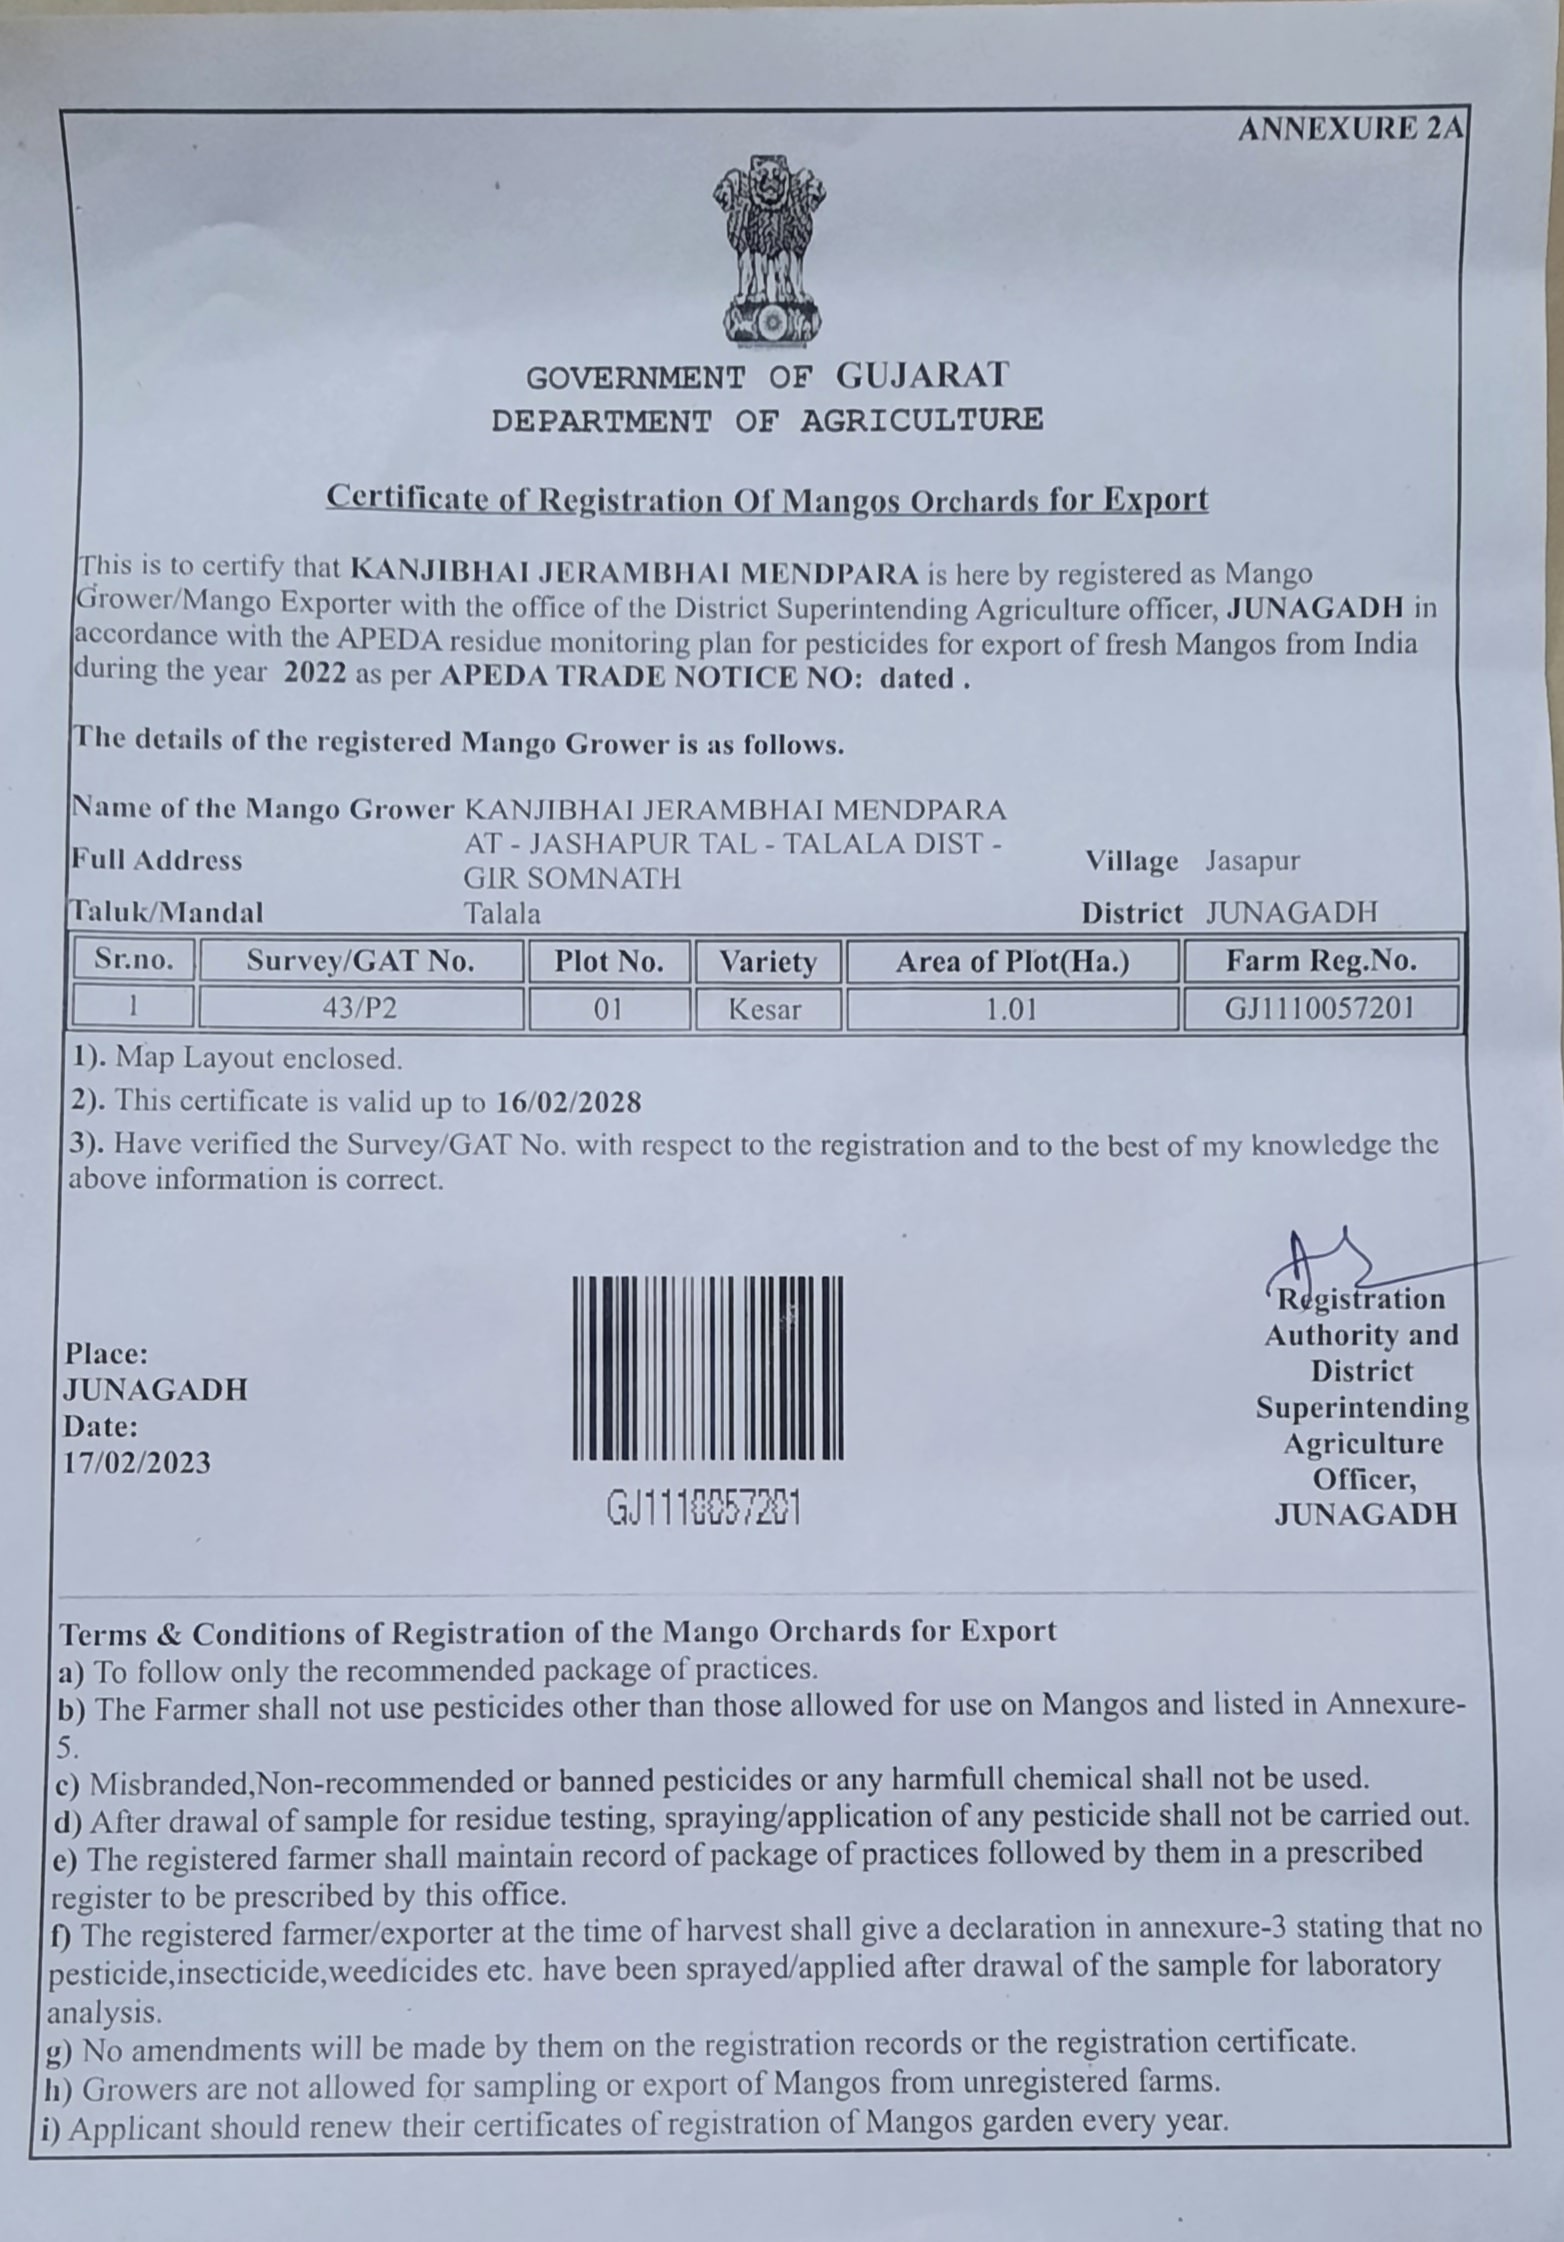 ANNEXURE 2A
GOVERNMENT OF GUJARAT
DEPARTMENT OF AGRICULTURE
Certificate of Registration Of Mangos Orchards for Export
This is to certify that KANJIBHAI JERAMBHAI MENDPARA is here by registered as Mango
Grower/Mango Exporter with the office of the District Superintending Agriculture officer, JUNAGADH in
accordance with the APEDA residue monitoring plan for pesticides for export of fresh Mangos from India
during the year 2022 as per APEDA TRADE NOTICE NO: dated .
The details of the registered Mango Grower is as follows.
Name of the Mango Grower KANJIBHAI JERAMBHAI MENDPARA
Full Address AT - JASHAPUR TAL - TALALA DIST -
GIR SOMNATH
Village Jasapur
Taluk/Mandal Talala District JUNAGADH
Sr.no. Survey/GAT No. Plot No. Variety Area of Plot(Ha.) Farm Reg.No.
1 43/P2 01 Kesar 1.01 GJ1110057201
1). Map Layout enclosed.
2). This certificate is valid up to 16/02/2028
3). Have verified the Survey/GAT No. with respect to the registration and to the best of my knowledge the
above information is correct.
Place:
JUNAGADH
Date:
17/02/2023
GJ1110057201
Registration
Authority and
District
Superintending
Agriculture
Officer,
JUNAGADH
Terms & Conditions of Registration of the Mango Orchards for Export
a) To follow only the recommended package of practices.
b) The Farmer shall not use pesticides other than those allowed for use on Mangos and listed in Annexure-
5.
c) Misbranded,Non-recommended or banned pesticides or any harmfull chemical shall not be used.
d) After drawal of sample for residue testing, spraying/application of any pesticide shall not be carried out.
e) The registered farmer shall maintain record of package of practices followed by them in a prescribed
register to be prescribed by this office.
f) The registered farmer/exporter at the time of harvest shall give a declaration in annexure-3 stating that no
pesticide,insecticide,weedicides etc. have been sprayed/applied after drawal of the sample for laboratory
analysis.
g) No amendments will be made by them on the registration records or the registration certificate.
h) Growers are not allowed for sampling or export of Mangos from unregistered farms.
i) Applicant should renew their certificates of registration of Mangos garden every year.